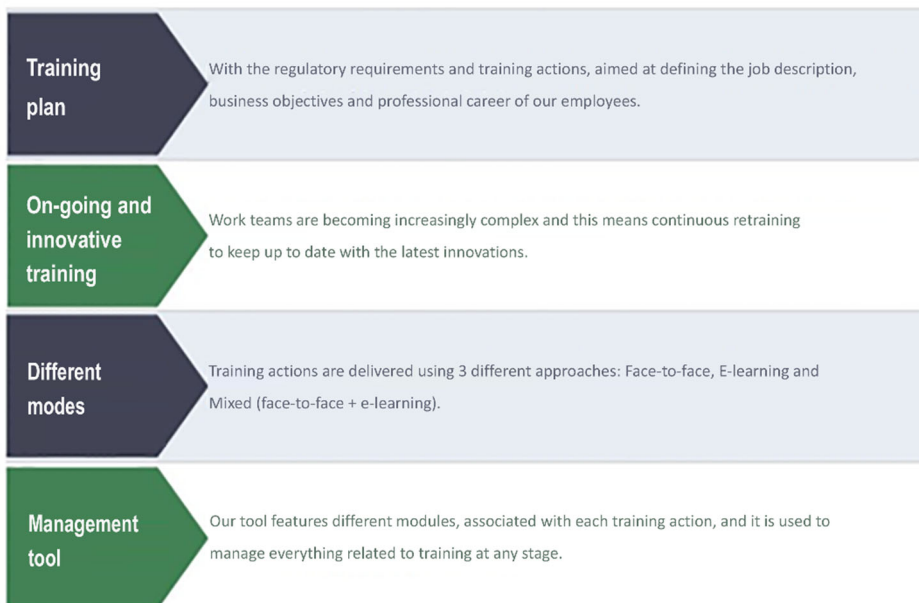 Training
plan
With the regulatory requirements and training actions, aimed at defining the job description,
business objectives and professional career of our employees.
On-going and
innovative
training
Work teams are becoming increasingly complex and this means continuous retraining
to keep up to date with the latest innovations.
Different
modes
Training actions are delivered using 3 different approaches: Face-to-face, E-learning and
Mixed (face-to-face + e-learning).
Management
tool
Our tool features different modules, associated with each training action, and it is used to
manage everything related to training at any stage.